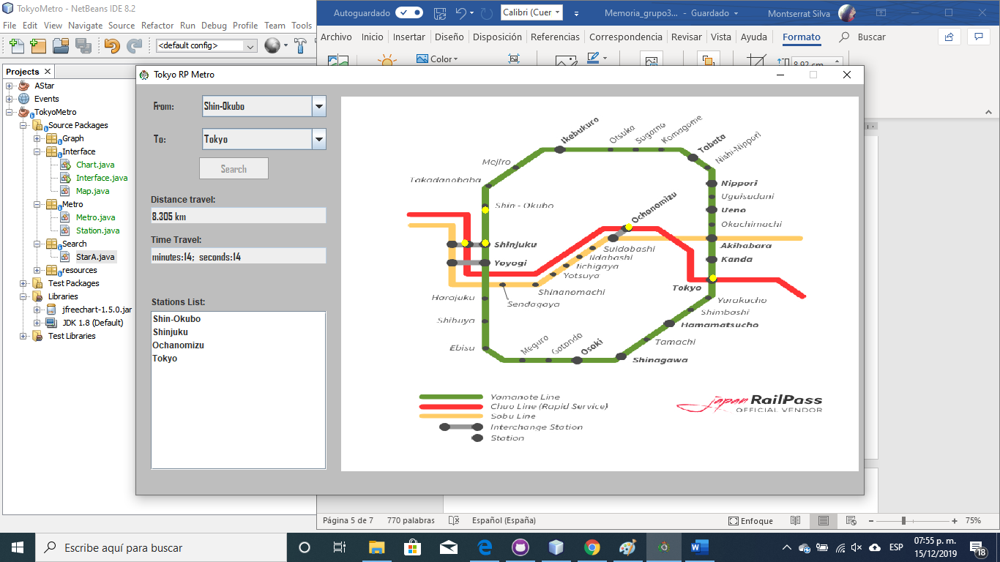 TokyoMetro - NetBeans IDE 8.2
File Edit View Navigate Source Refactor Run Debug Profile Team Tools
<default config>
Projects
AStar
Events
TokyoMetro
Source Packages
Graph
Interface
Chart.java
Interface.java
Map.java
Metro
Metro.java
Station.java
Search
StarA.java
resources
Test Packages
Libraries
jfreechart-1.5.0.jar
JDK 1.8 (Default)
Test Libraries
Autoguardado
Calibri (Cuer
Memoria_grupo3... - Guardado
Montserrat Silva
Archivo Inicio Insertar Diseño Disposición Referencias Correspondencia Revisar Vista Ayuda Formato Buscar
Color
8,92 cm
Tokyo RP Metro
From: Shin-Okubo
To: Tokyo
Search
Distance travel:
8.305 km
Time Travel:
minutes:14; seconds:14
Stations List:
Shin-Okubo
Shinjuku
Ochanomizu
Tokyo
Ikebukuro
Otsuka
Sugamo
Komagome
Tabata
Nishi-Nippori
Mejiro
Takadanobaba
Nippori
Uguisudani
Shin - Okubo
Ueno
Ochanomizu
Okachimachi
Shinjuku
Suidobashi
Akihabara
Iidabashi
Yoyogi
Kanda
Iichigaya
Yotsuya
Tokyo
Shinanomachi
Harajuku
Sendagaya
Yurakucho
Shimbashi
Shibuya
Hamamatsucho
Tamachi
Ebisu
Meguro
Gotanda
Osaki
Shinagawa
Yamanote Line
Chuo Line (Rapid Service)
Sobu Line
Interchange Station
Station
Japan RailPass
OFFICIAL VENDOR
Página 5 de 7 770 palabras Español (España) Enfoque 75%
Escribe aquí para buscar
ESP
07:55 p. m.
15/12/2019
18